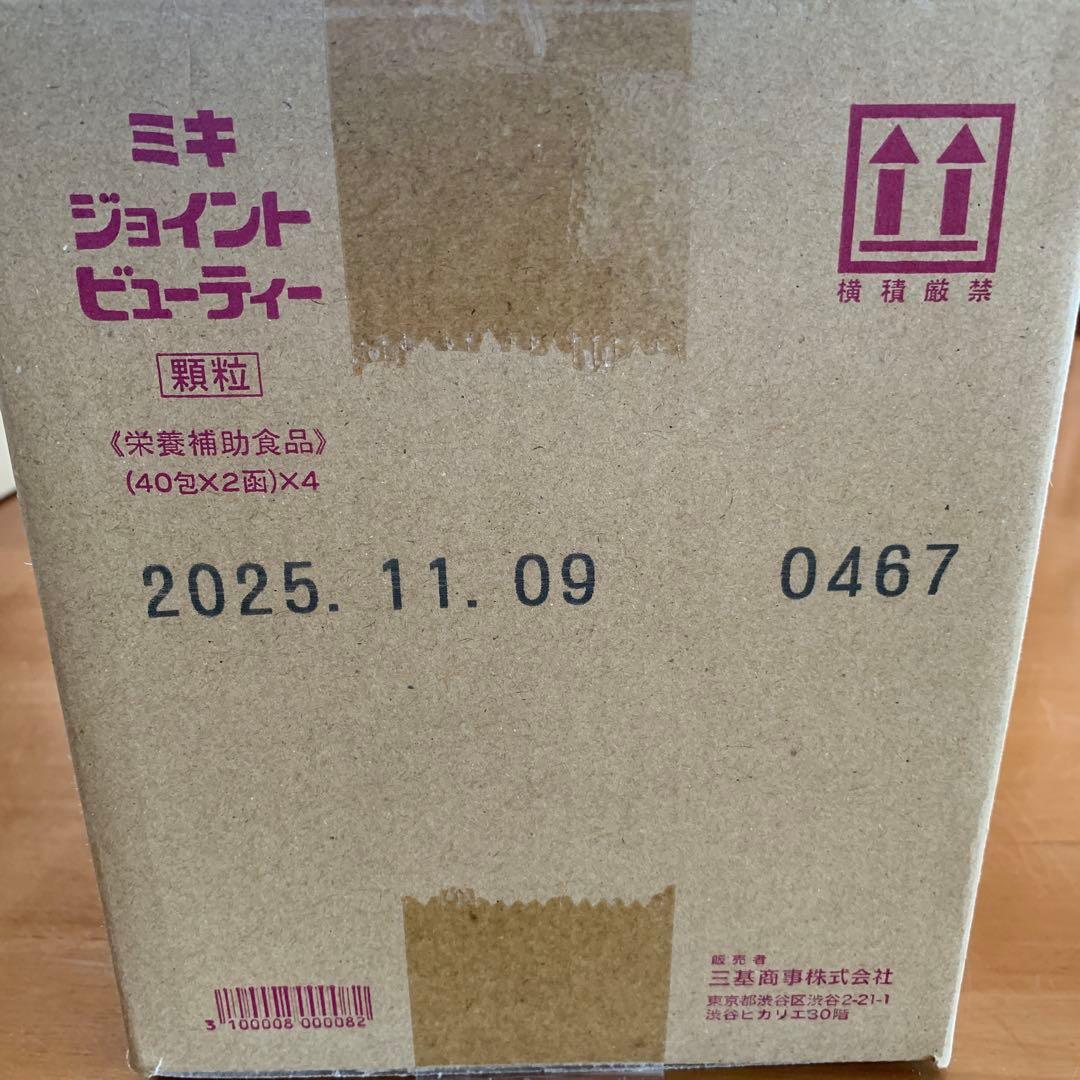 ミキ
ジョイント
ビューティー
顆粒
《栄養補助食品》
(40包×2函)×4
横積厳禁
2025.11.09 0467
3 100008 000082
販売者
三基商事株式会社
東京都渋谷区渋谷2-21-1
渋谷ヒカリエ30階